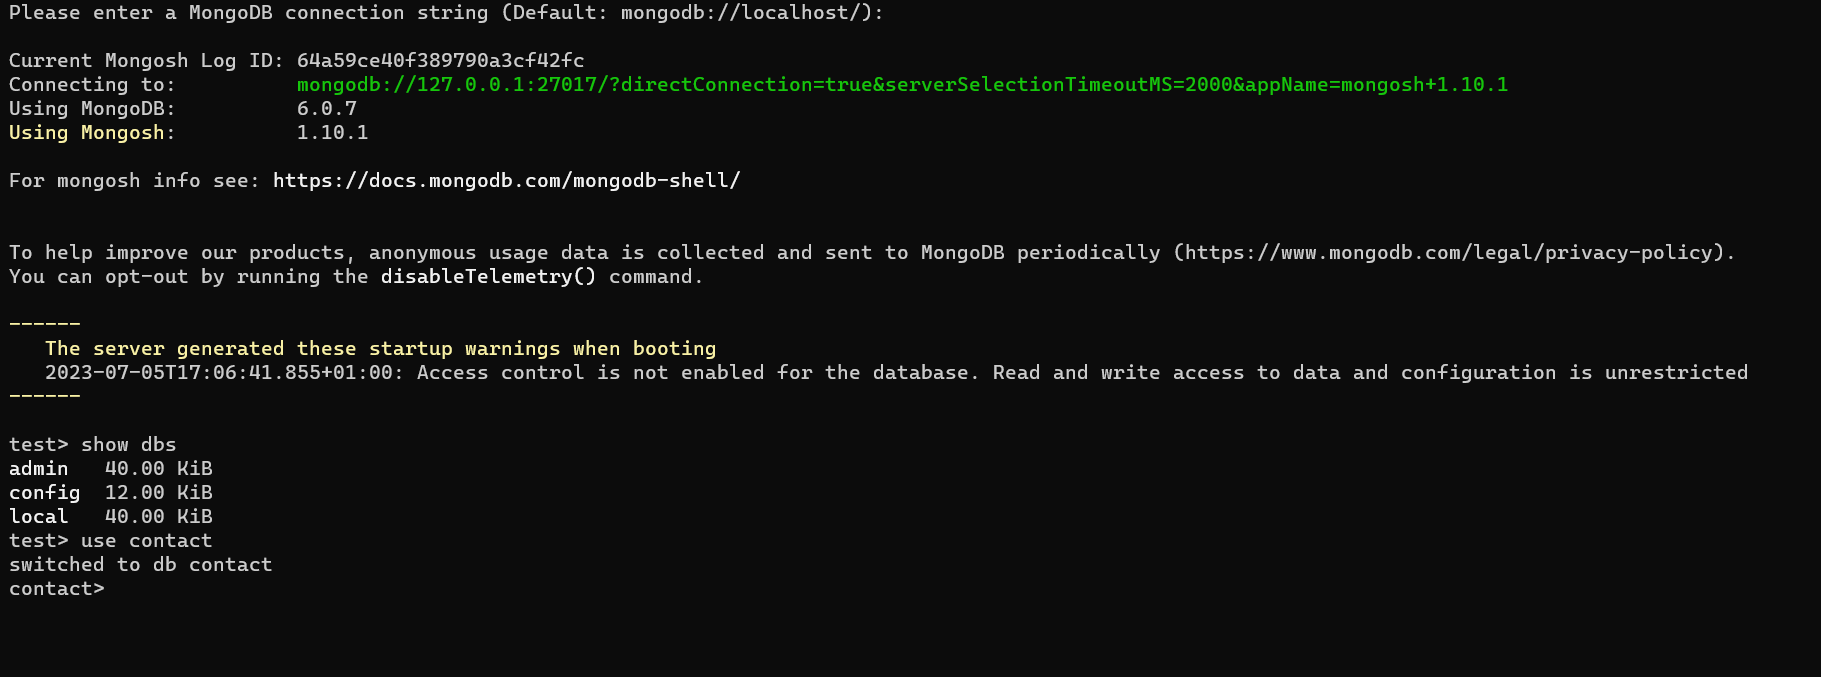 Please enter a MongoDB connection string (Default: mongodb://localhost/):
Current Mongosh Log ID: 64a59ce40f389790a3cf42fc
Connecting to: mongodb://127.0.0.1:27017/?directConnection=true&serverSelectionTimeoutMS=2000&appName=mongosh+1.10.1
Using MongoDB: 6.0.7
Using Mongosh: 1.10.1
For mongosh info see: https://docs.mongodb.com/mongodb-shell/
To help improve our products, anonymous usage data is collected and sent to MongoDB periodically (https://www.mongodb.com/legal/privacy-policy).
You can opt-out by running the disableTelemetry() command.
------
The server generated these startup warnings when booting
2023-07-05T17:06:41.855+01:00: Access control is not enabled for the database. Read and write access to data and configuration is unrestricted
------
test> show dbs
admin 40.00 KiB
config 12.00 KiB
local 40.00 KiB
test> use contact
switched to db contact
contact>